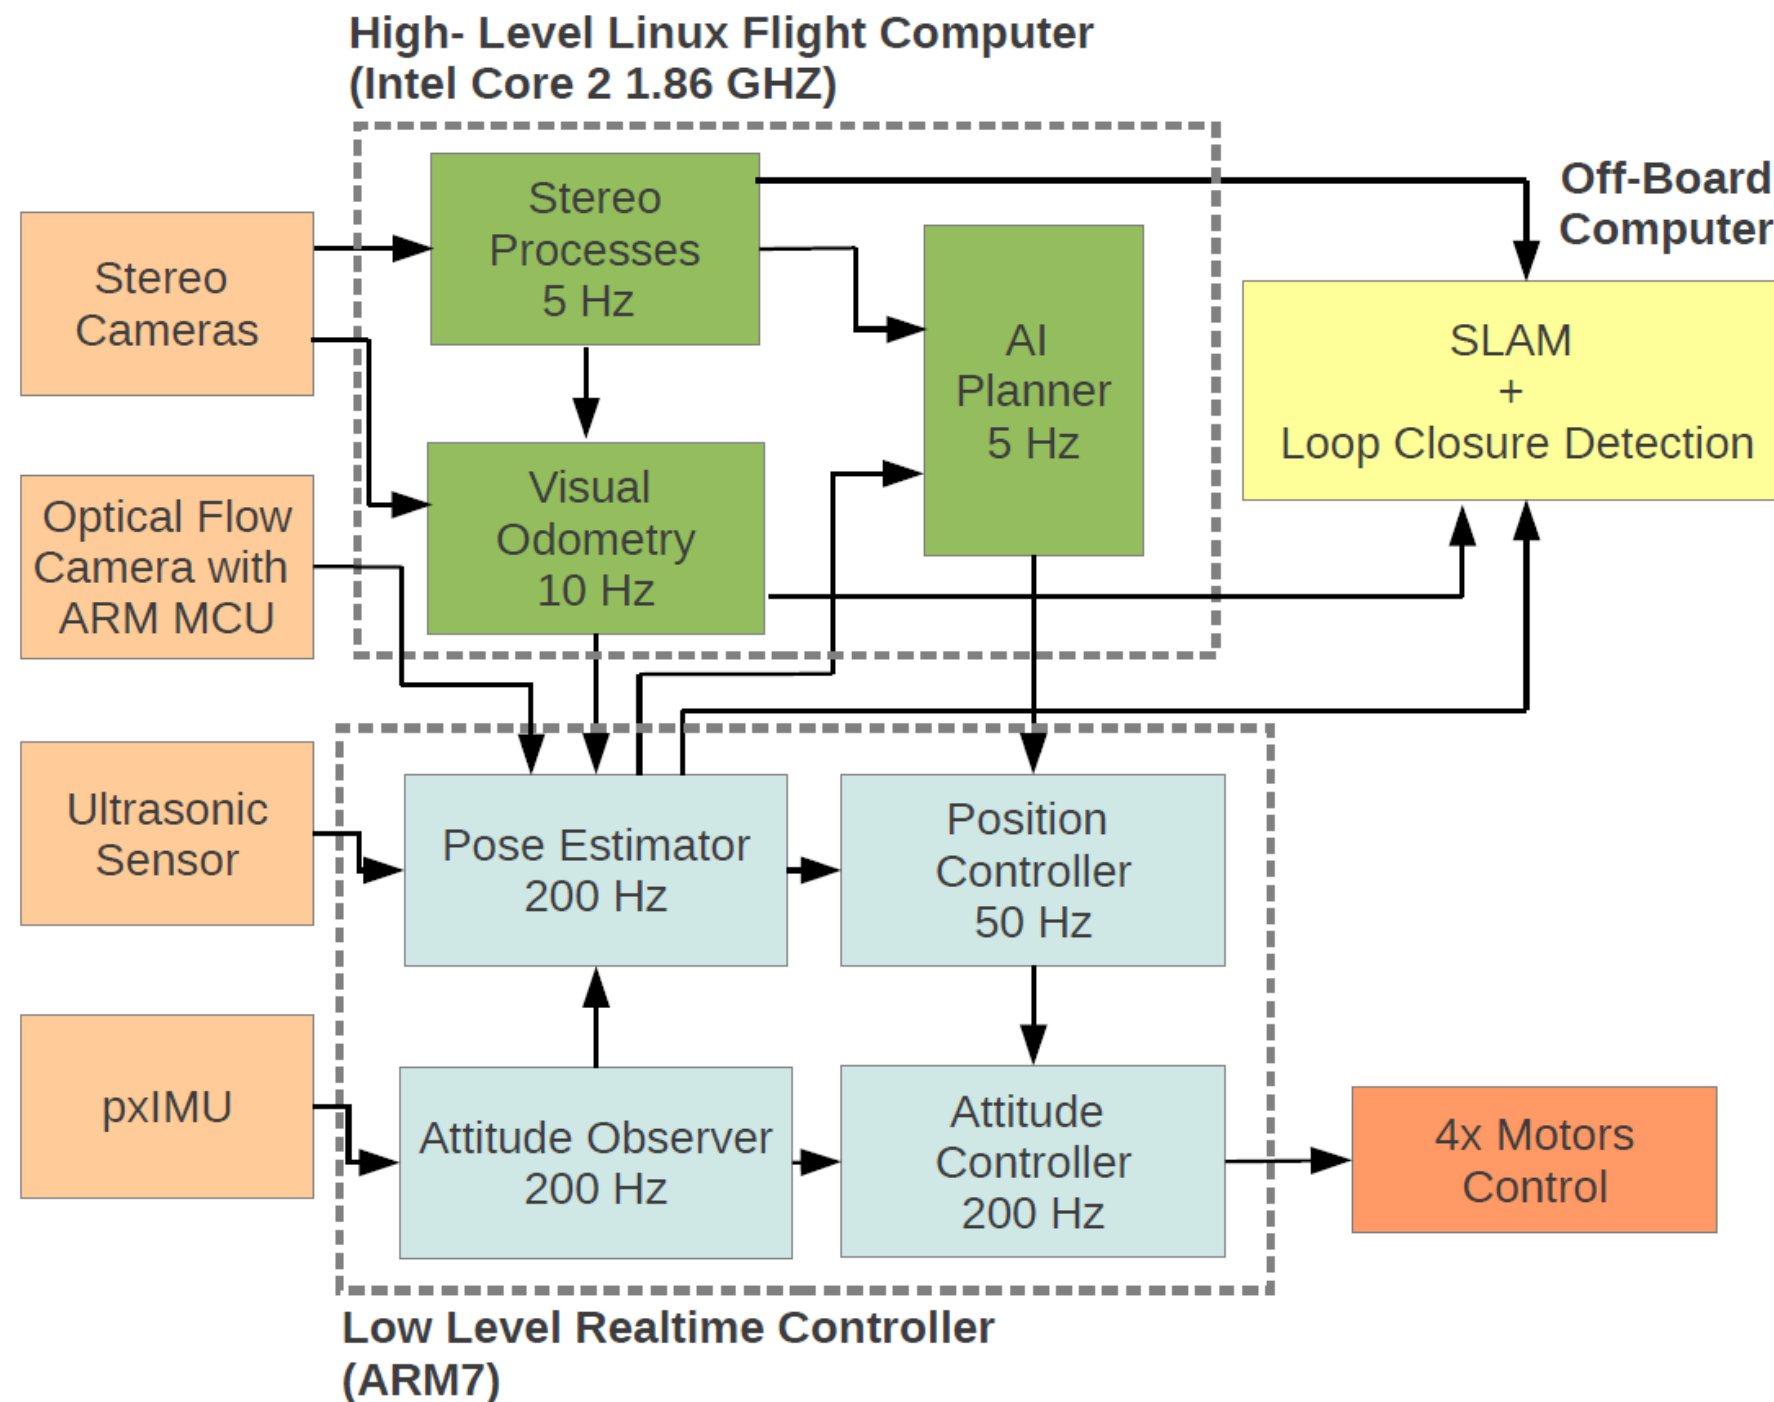 High- Level Linux Flight Computer
(Intel Core 2 1.86 GHZ)
Stereo
Processes
5 Hz
Off-Board
Computer
Stereo
Cameras
AI
Planner
5 Hz
SLAM
+
Loop Closure Detection
Visual
Odometry
10 Hz
Optical Flow
Camera with
ARM MCU
Ultrasonic
Sensor
Pose Estimator
200 Hz
Position
Controller
50 Hz
pxIMU
Attitude Observer
200 Hz
Attitude
Controller
200 Hz
4x Motors
Control
Low Level Realtime Controller
(ARM7)